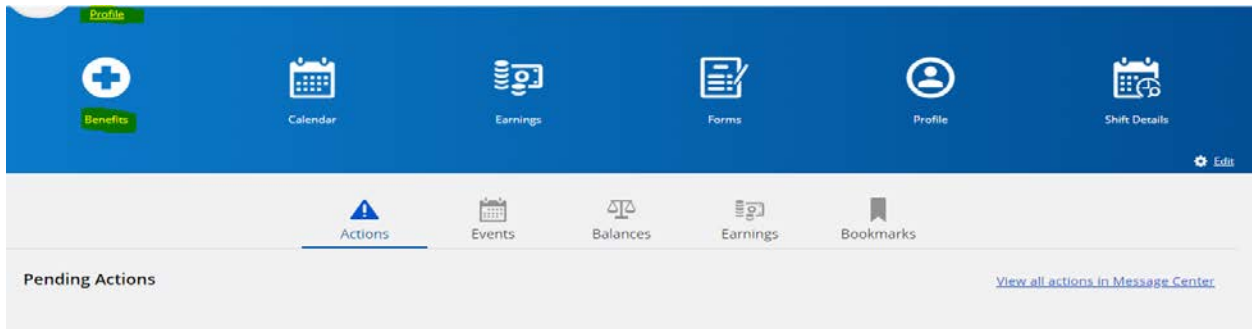 Profile
Benefits Calendar Earnings Forms Profile Shift Details
Edit
Actions Events Balances Earnings Bookmarks
Pending Actions View all actions in Message Center